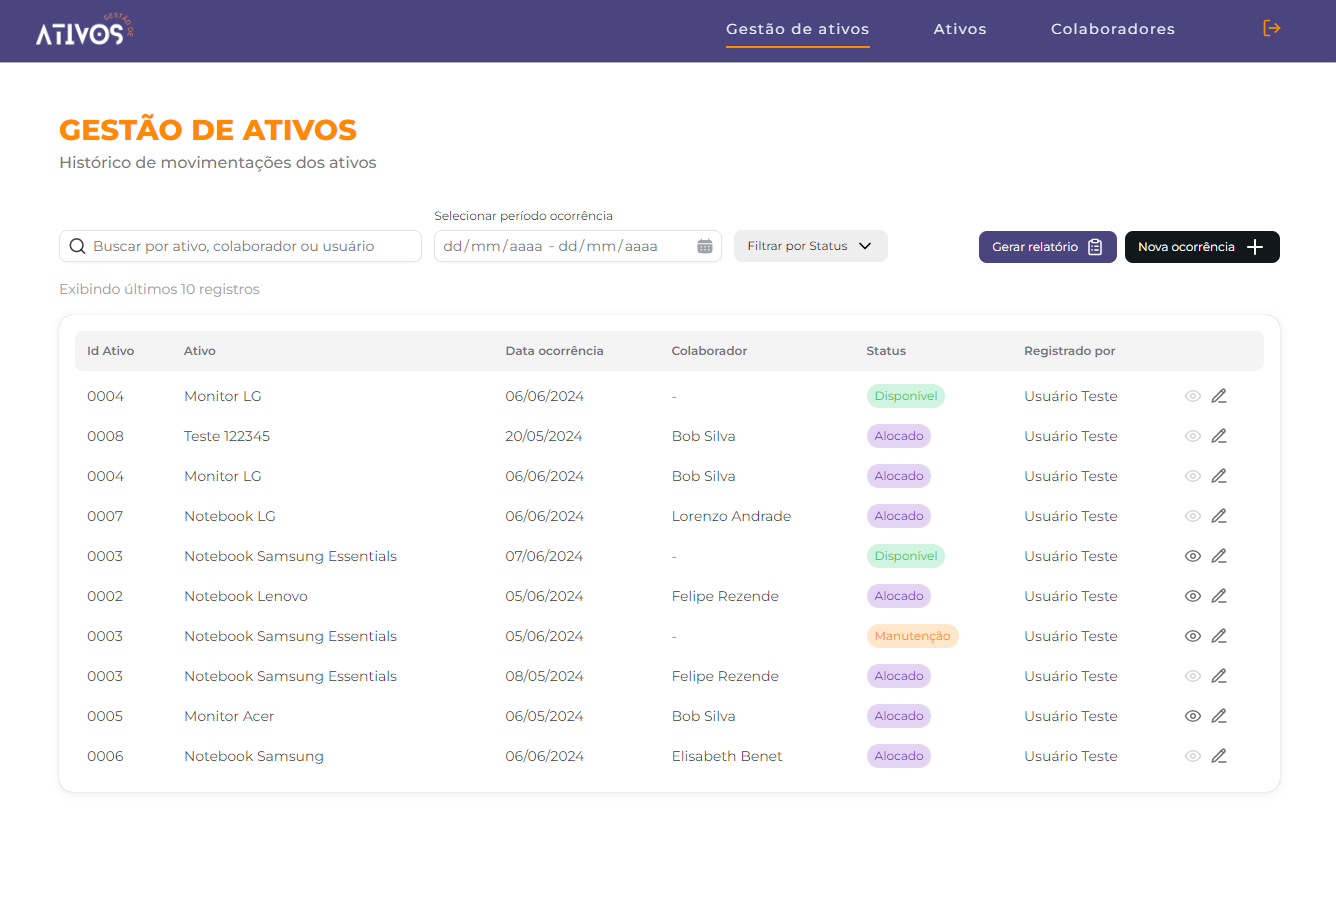 GESTÃO DE
ATIVOS
Gestão de ativos Ativos Colaboradores
GESTÃO DE ATIVOS
Histórico de movimentações dos ativos
Selecionar período ocorrência
Buscar por ativo, colaborador ou usuário dd/mm/aaaa - dd/mm/aaaa Filtrar por Status Gerar relatório Nova ocorrência
Exibindo últimos 10 registros
Id Ativo Ativo Data ocorrência Colaborador Status Registrado por
0004 Monitor LG 06/06/2024 - Disponível Usuário Teste
0008 Teste 122345 20/05/2024 Bob Silva Alocado Usuário Teste
0004 Monitor LG 06/06/2024 Bob Silva Alocado Usuário Teste
0007 Notebook LG 06/06/2024 Lorenzo Andrade Alocado Usuário Teste
0003 Notebook Samsung Essentials 07/06/2024 - Disponível Usuário Teste
0002 Notebook Lenovo 05/06/2024 Felipe Rezende Alocado Usuário Teste
0003 Notebook Samsung Essentials 05/06/2024 - Manutenção Usuário Teste
0003 Notebook Samsung Essentials 08/05/2024 Felipe Rezende Alocado Usuário Teste
0005 Monitor Acer 06/05/2024 Bob Silva Alocado Usuário Teste
0006 Notebook Samsung 06/06/2024 Elisabeth Benet Alocado Usuário Teste